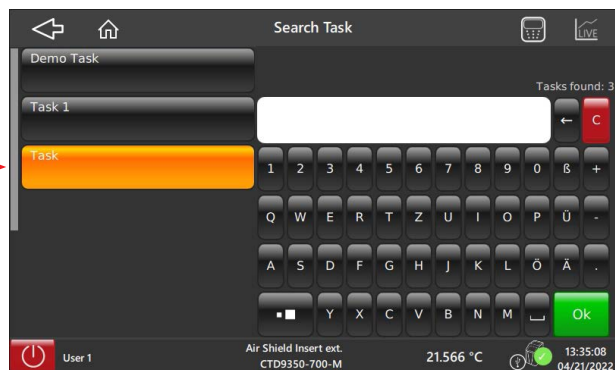 Search Task
LIVE
Demo Task
Tasks found: 3
Task 1
← C
Task
1 2 3 4 5 6 7 8 9 0 ß +
Q W E R T Z U I O P Ü -
A S D F G H J K L Ö Ä .
Y X C V B N M Ok
User 1
Air Shield Insert ext.
CTD9350-700-M
21.566 °C
13:35:08
04/21/2022